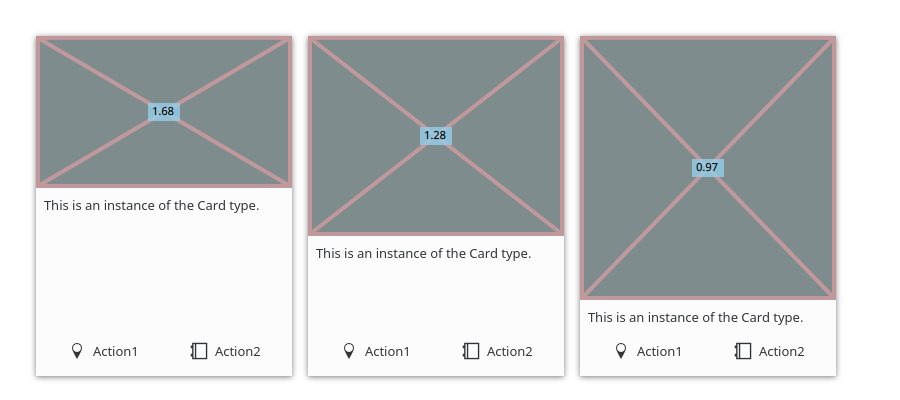 1.68
This is an instance of the Card type.
Action1 Action2
1.28
This is an instance of the Card type.
Action1 Action2
0.97
This is an instance of the Card type.
Action1 Action2